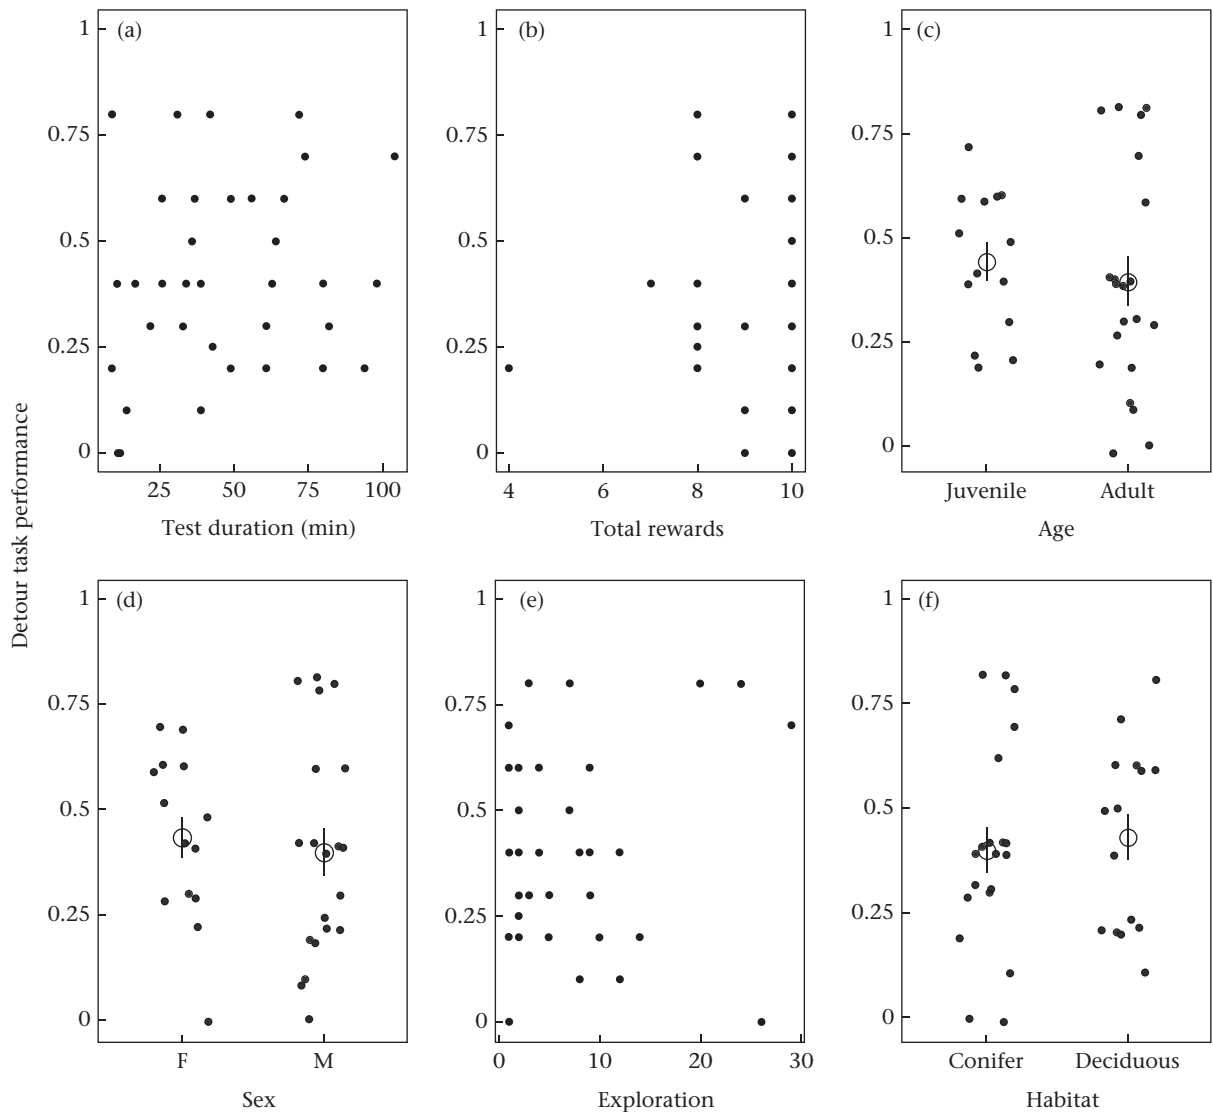 Detour task performance
(a)
1
0.75
0.5
0.25
0
25 50 75 100
Test duration (min)
(b)
1
0.75
0.5
0.25
0
4 6 8 10
Total rewards
(c)
1
0.75
0.5
0.25
0
Juvenile Adult
Age
(d)
1
0.75
0.5
0.25
0
F M
Sex
(e)
1
0.75
0.5
0.25
0
0 10 20 30
Exploration
(f)
1
0.75
0.5
0.25
0
Conifer Deciduous
Habitat